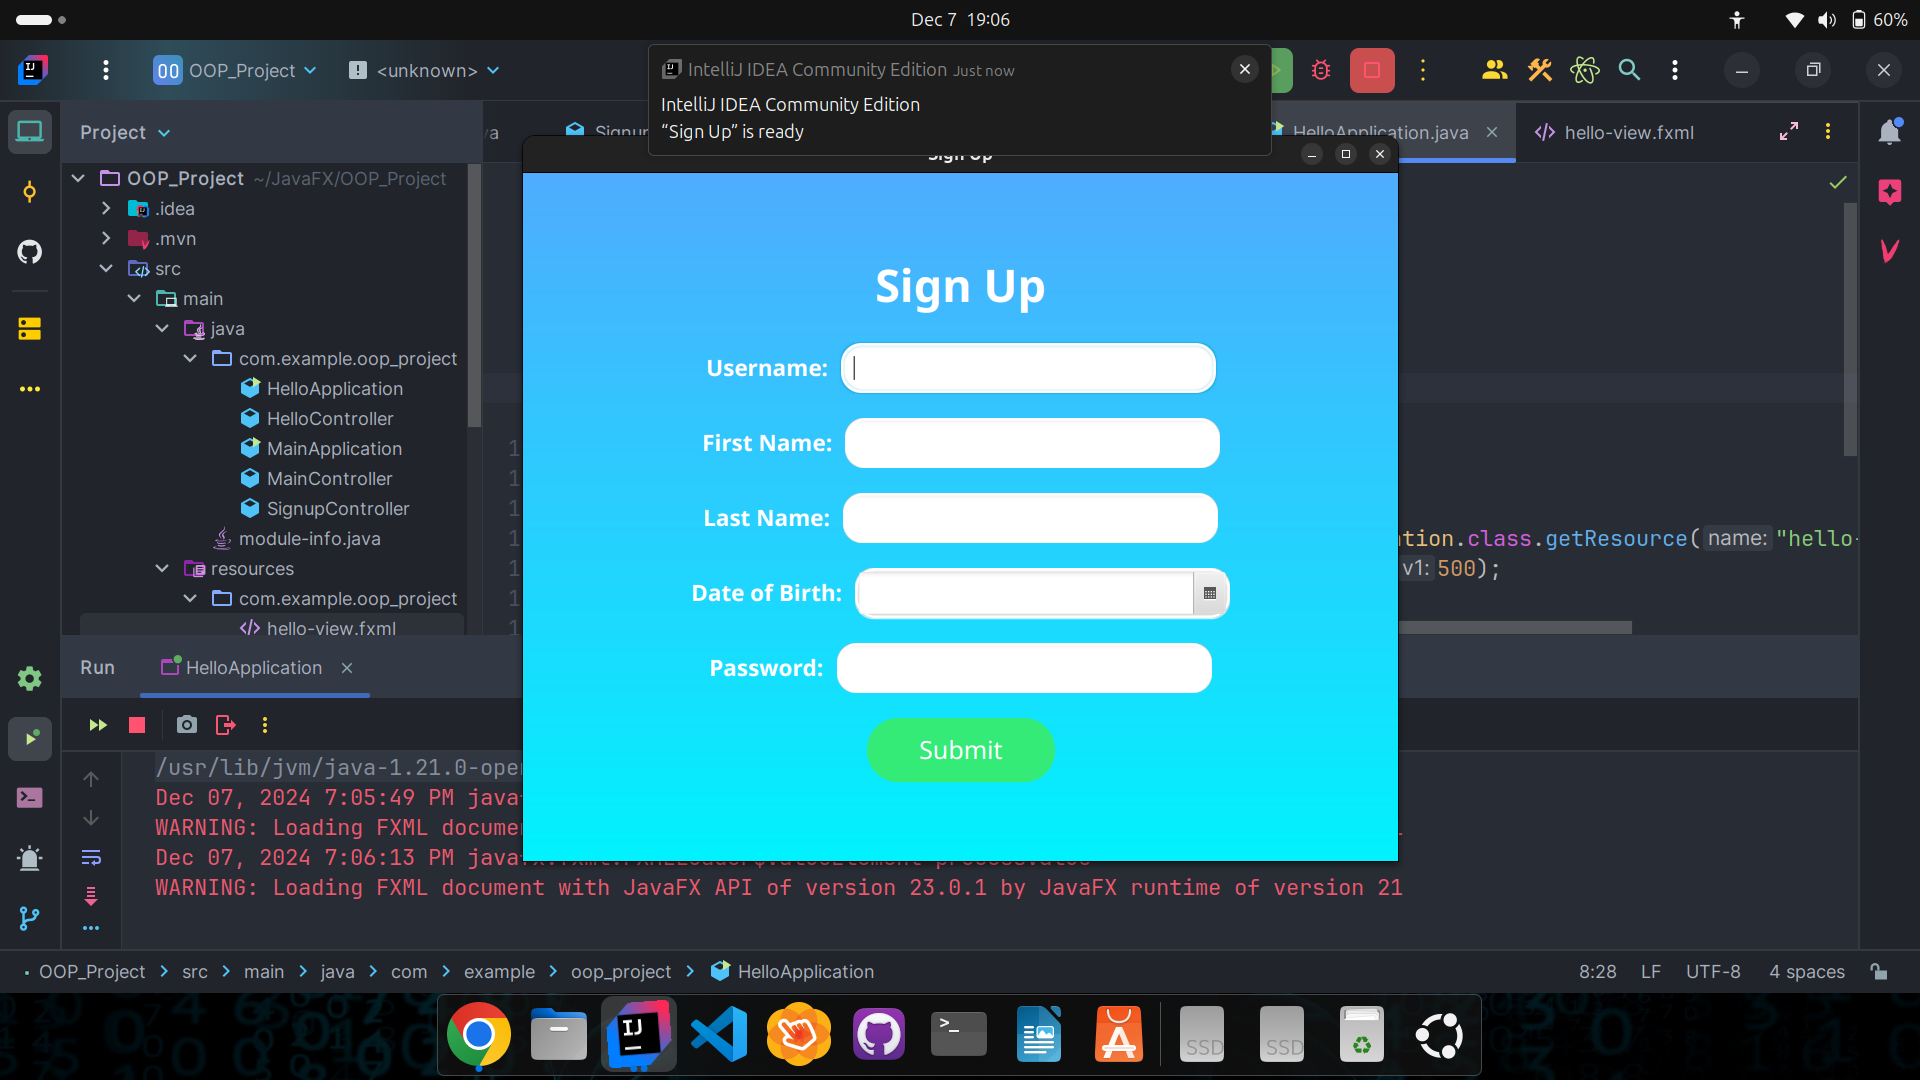 Dec 7 19:06
60%
OOP_Project
<unknown>
IntelliJ IDEA Community Edition Just now
IntelliJ IDEA Community Edition
“Sign Up” is ready
Project
va
HelloApplication.java
hello-view.fxml
OOP_Project ~/JavaFX/OOP_Project
.idea
.mvn
src
main
java
com.example.oop_project
HelloApplication
HelloController
MainApplication
MainController
SignupController
module-info.java
resources
com.example.oop_project
hello-view.fxml
Sign Up
Sign Up
Username:
First Name:
Last Name:
Date of Birth:
Password:
Submit
tion.class.getResource( name: "hello-
v1: 500);
Run
HelloApplication
/usr/lib/jvm/java-1.21.0-open
Dec 07, 2024 7:05:49 PM java
WARNING: Loading FXML docume
Dec 07, 2024 7:06:13 PM
WARNING: Loading FXML document with JavaFX API of version 23.0.1 by JavaFX runtime of version 21
OOP_Project > src > main > java > com > example > oop_project > HelloApplication
8:28 LF UTF-8 4 spaces
IJ
SSD
SSD